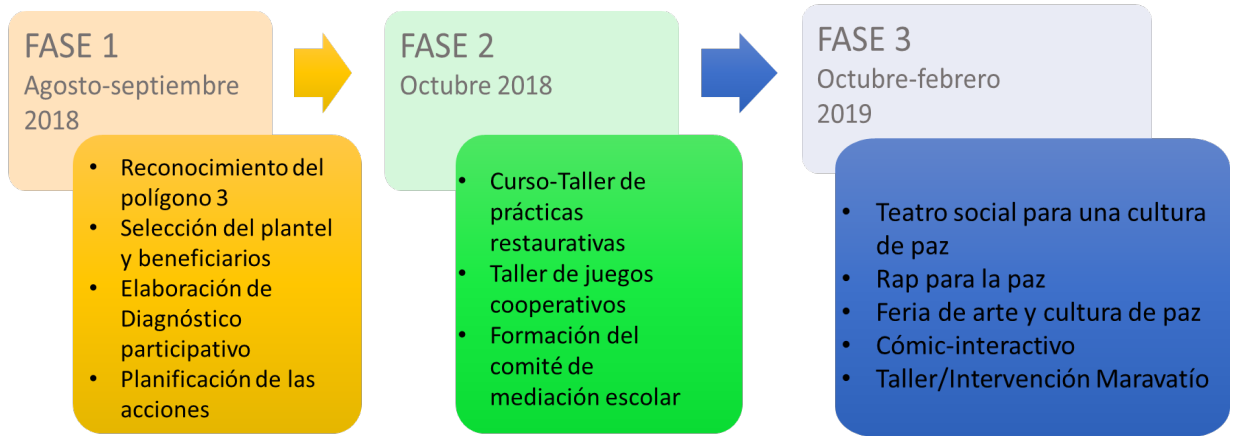 FASE 1
Agosto-septiembre
2018
• Reconocimiento del
polígono 3
• Selección del plantel
y beneficiarios
• Elaboración de
Diagnóstico
participativo
• Planificación de las
acciones
FASE 2
Octubre 2018
• Curso-Taller de
prácticas
restaurativas
• Taller de juegos
cooperativos
• Formación del
comité de
mediación escolar
FASE 3
Octubre-febrero
2019
• Teatro social para una cultura
de paz
• Rap para la paz
• Feria de arte y cultura de paz
• Cómic-interactivo
• Taller/Intervención Maravatío